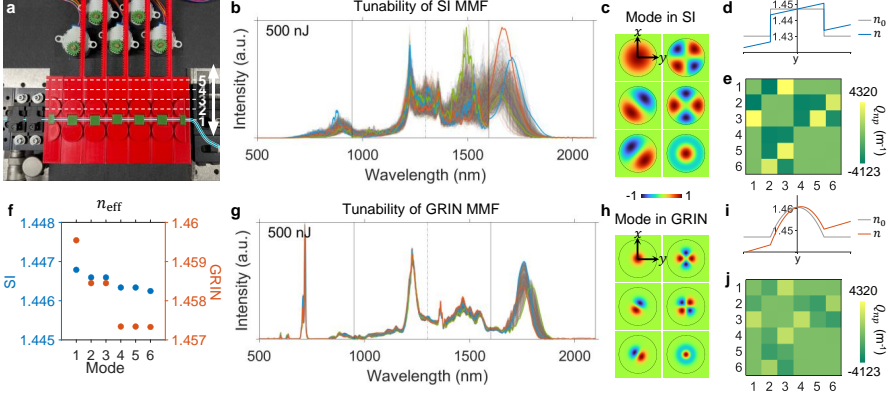 a
5
4
3
2
1
b
Tunability of SI MMF
500 nJ
Intensity (a.u.)
500
1000
1500
2000
Wavelength (nm)
c
Mode in SI
x
y
-1
1
d
1.45
1.44
1.43
n₀
n
y
e
1
2
3
4
5
6
1 2 3 4 5 6
4320
Qₙₚ (m⁻¹)
-4123
f
n_eff
1.448
1.447
1.446
1.445
SI
1.46
1.459
1.458
1.457
GRIN
1 2 3 4 5 6
Mode
g
Tunability of GRIN MMF
500 nJ
Intensity (a.u.)
500
1000
1500
2000
Wavelength (nm)
h
Mode in GRIN
x
y
i
1.46
1.45
n₀
n
y
j
1
2
3
4
5
6
1 2 3 4 5 6
4320
Qₙₚ (m⁻¹)
-4123